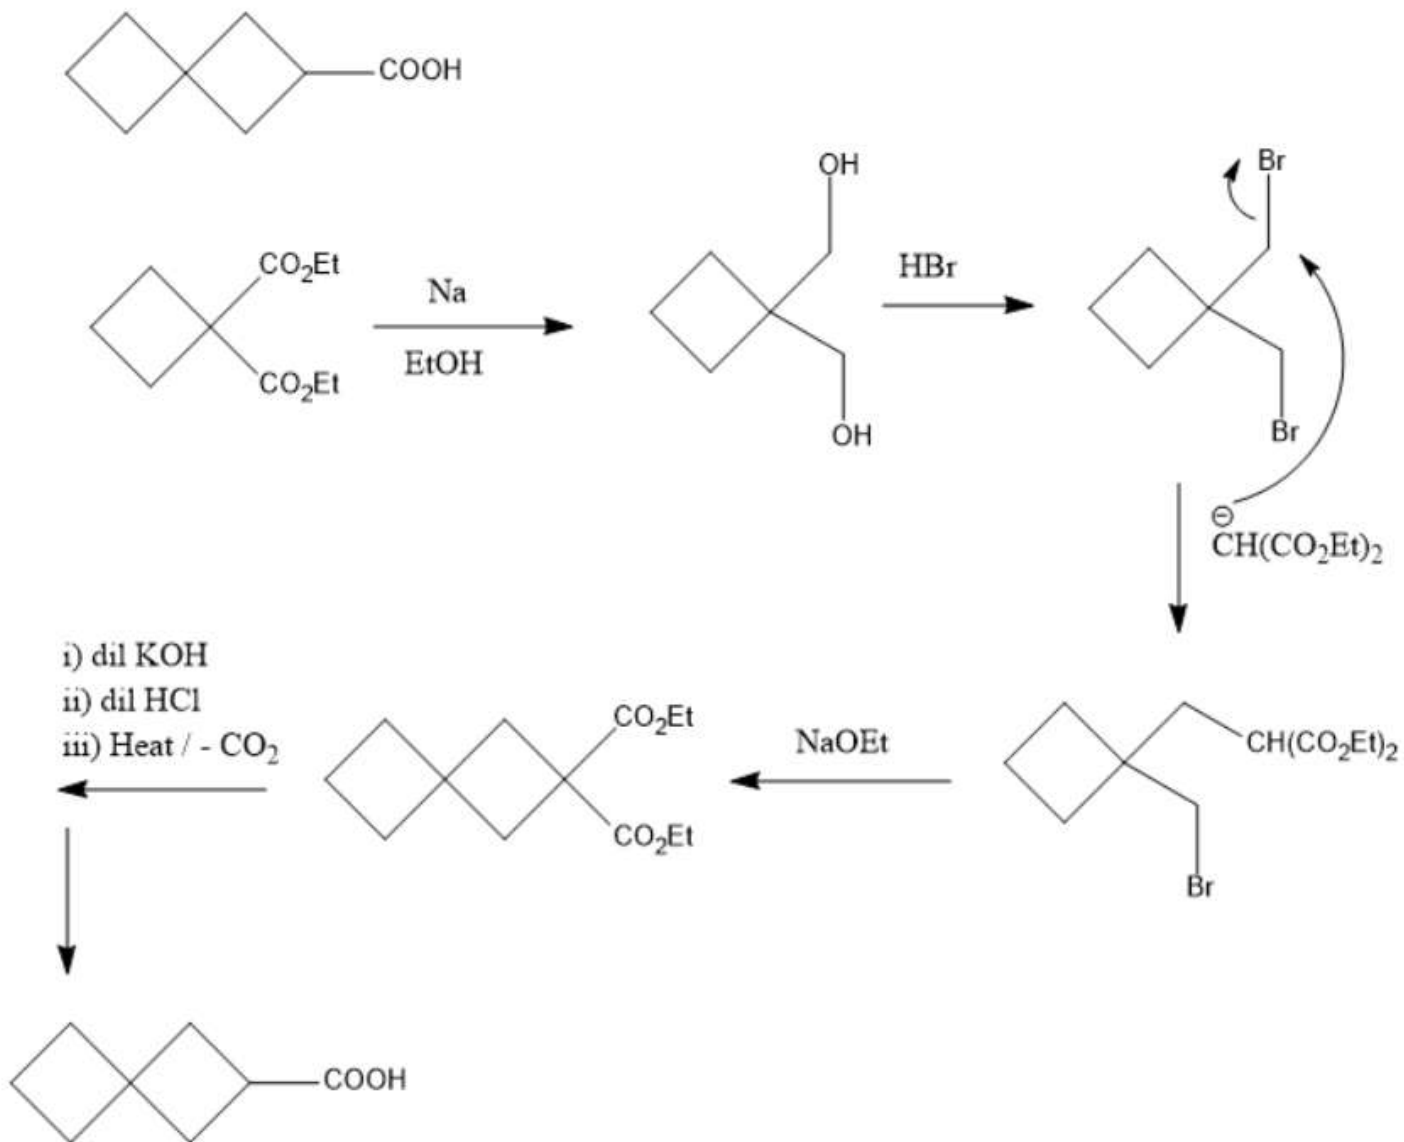 COOH
CO₂Et
CO₂Et
Na
EtOH
OH
OH
HBr
Br
Br
⊖
CH(CO₂Et)₂
CH(CO₂Et)₂
Br
NaOEt
CO₂Et
CO₂Et
i) dil KOH
ii) dil HCl
iii) Heat / - CO₂
COOH